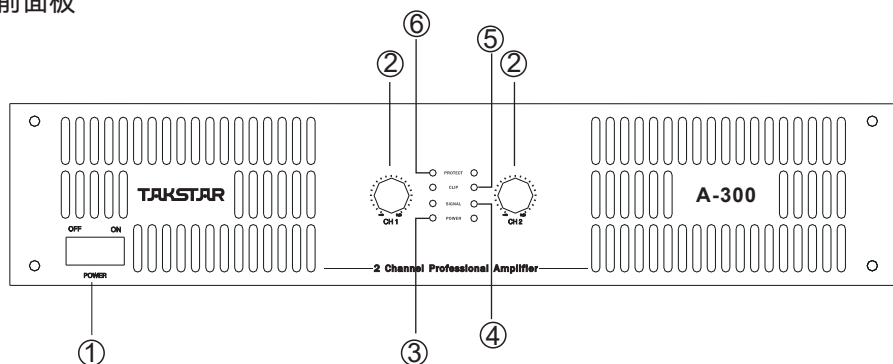 前面板
⑥ ⑤
② ②
PROTECT
CLIP
SIGNAL
POWER
TAKSTAR
A-300
CH 1
CH 2
OFF ON
POWER
2 Channel Professional Amplifier
① ③ ④